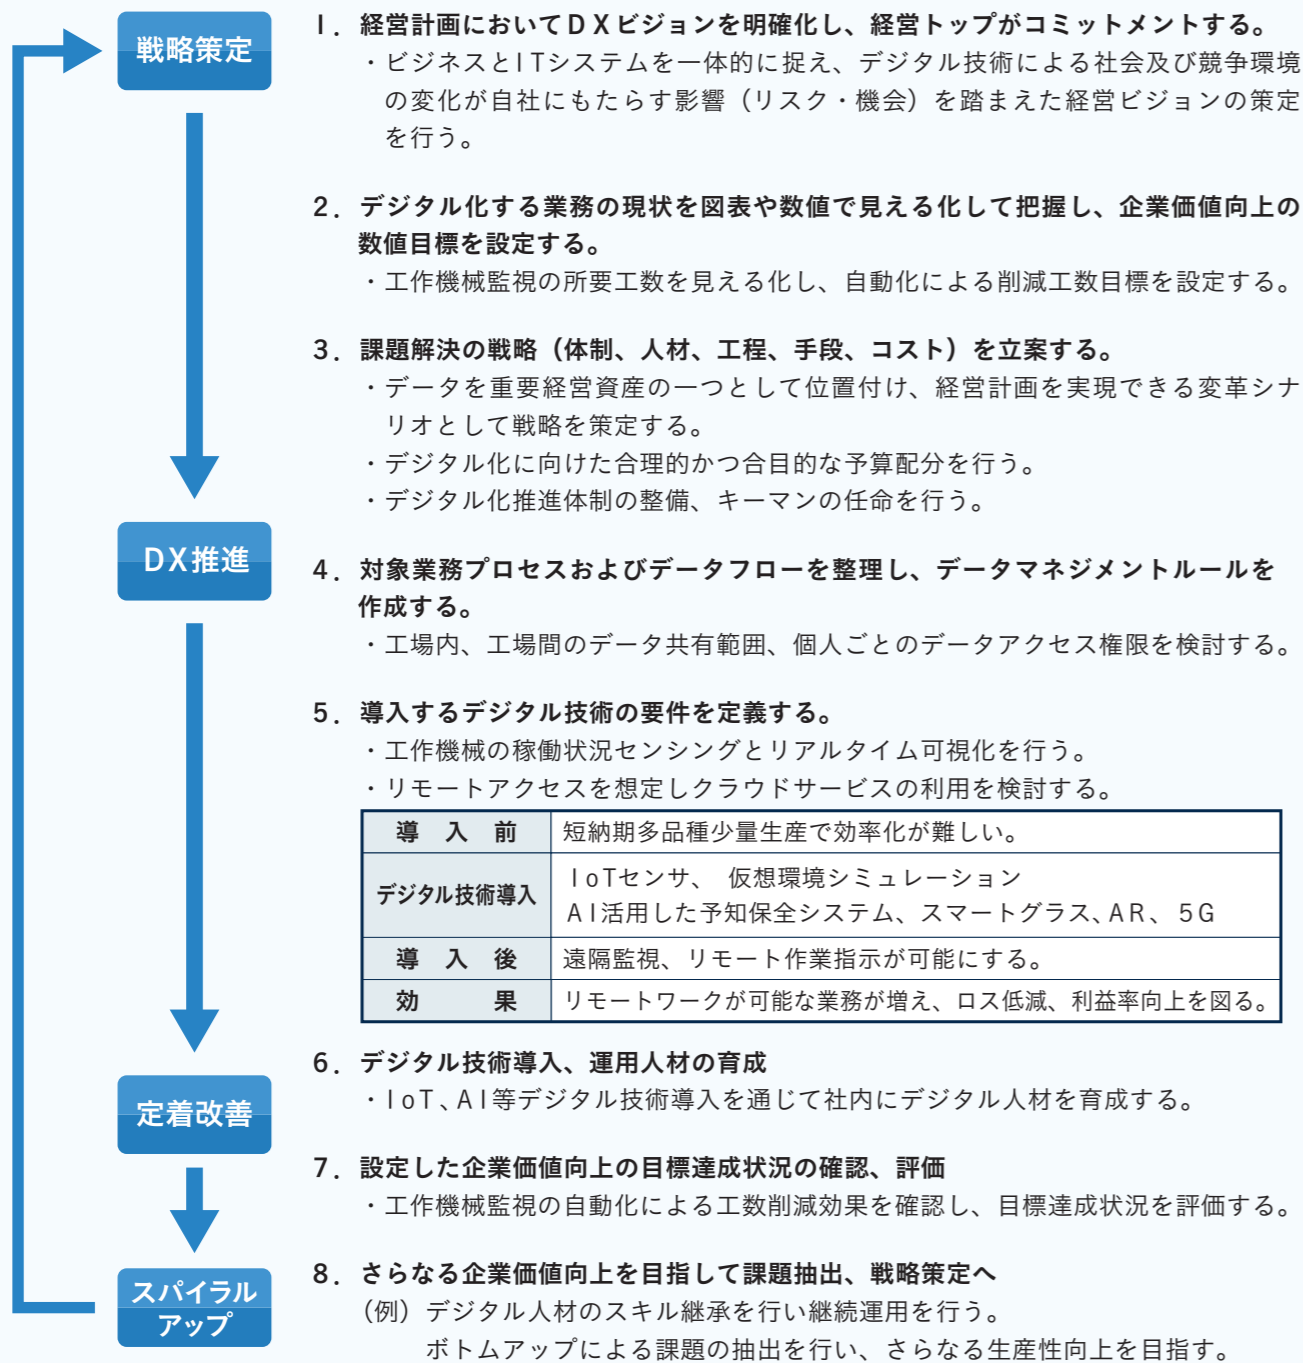 戦略策定
1．経営計画においてＤＸビジョンを明確化し、経営トップがコミットメントする。
・ビジネスとＩＴシステムを一体的に捉え、デジタル技術による社会及び競争環境
の変化が自社にもたらす影響（リスク・機会）を踏まえた経営ビジョンの策定
を行う。
2．デジタル化する業務の現状を図表や数値で見える化して把握し、企業価値向上の
数値目標を設定する。
・工作機械監視の所要工数を見える化し、自動化による削減工数目標を設定する。
3．課題解決の戦略（体制、人材、工程、手段、コスト）を立案する。
・データを重要経営資産の一つとして位置付け、経営計画を実現できる変革シナ
リオとして戦略を策定する。
・デジタル化に向けた合理的かつ合目的な予算配分を行う。
・デジタル化推進体制の整備、キーマンの任命を行う。
ＤＸ推進
4．対象業務プロセスおよびデータフローを整理し、データマネジメントルールを
作成する。
・工場内、工場間のデータ共有範囲、個人ごとのデータアクセス権限を検討する。
5．導入するデジタル技術の要件を定義する。
・工作機械の稼働状況センシングとリアルタイム可視化を行う。
・リモートアクセスを想定しクラウドサービスの利用を検討する。
導入前 短納期多品種少量生産で効率化が難しい。
デジタル技術導入 ＩｏＴセンサ、 仮想環境シミュレーション
ＡＩ活用した予知保全システム、スマートグラス、ＡＲ、５Ｇ
導入後 遠隔監視、リモート作業指示が可能にする。
効果 リモートワークが可能な業務が増え、ロス低減、利益率向上を図る。
定着改善
6．デジタル技術導入、運用人材の育成
・ＩｏＴ、ＡＩ等デジタル技術導入を通じて社内にデジタル人材を育成する。
7．設定した企業価値向上の目標達成状況の確認、評価
・工作機械監視の自動化による工数削減効果を確認し、目標達成状況を評価する。
スパイラル
アップ
8．さらなる企業価値向上を目指して課題抽出、戦略策定へ
（例）デジタル人材のスキル継承を行い継続運用を行う。
ボトムアップによる課題の抽出を行い、さらなる生産性向上を目指す。